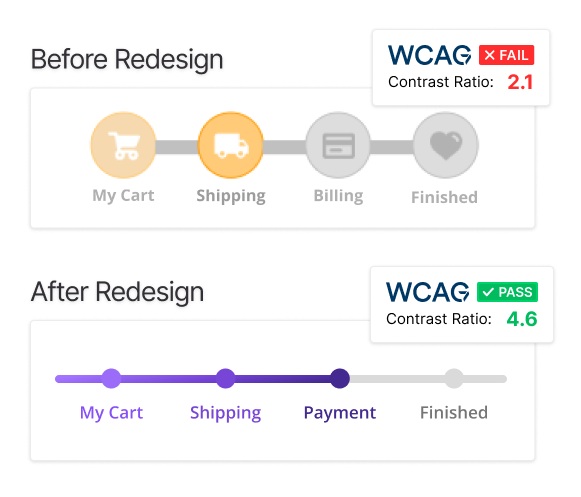 Before Redesign
WCAG FAIL
Contrast Ratio: 2.1
My Cart Shipping Billing Finished
After Redesign
WCAG PASS
Contrast Ratio: 4.6
My Cart Shipping Payment Finished